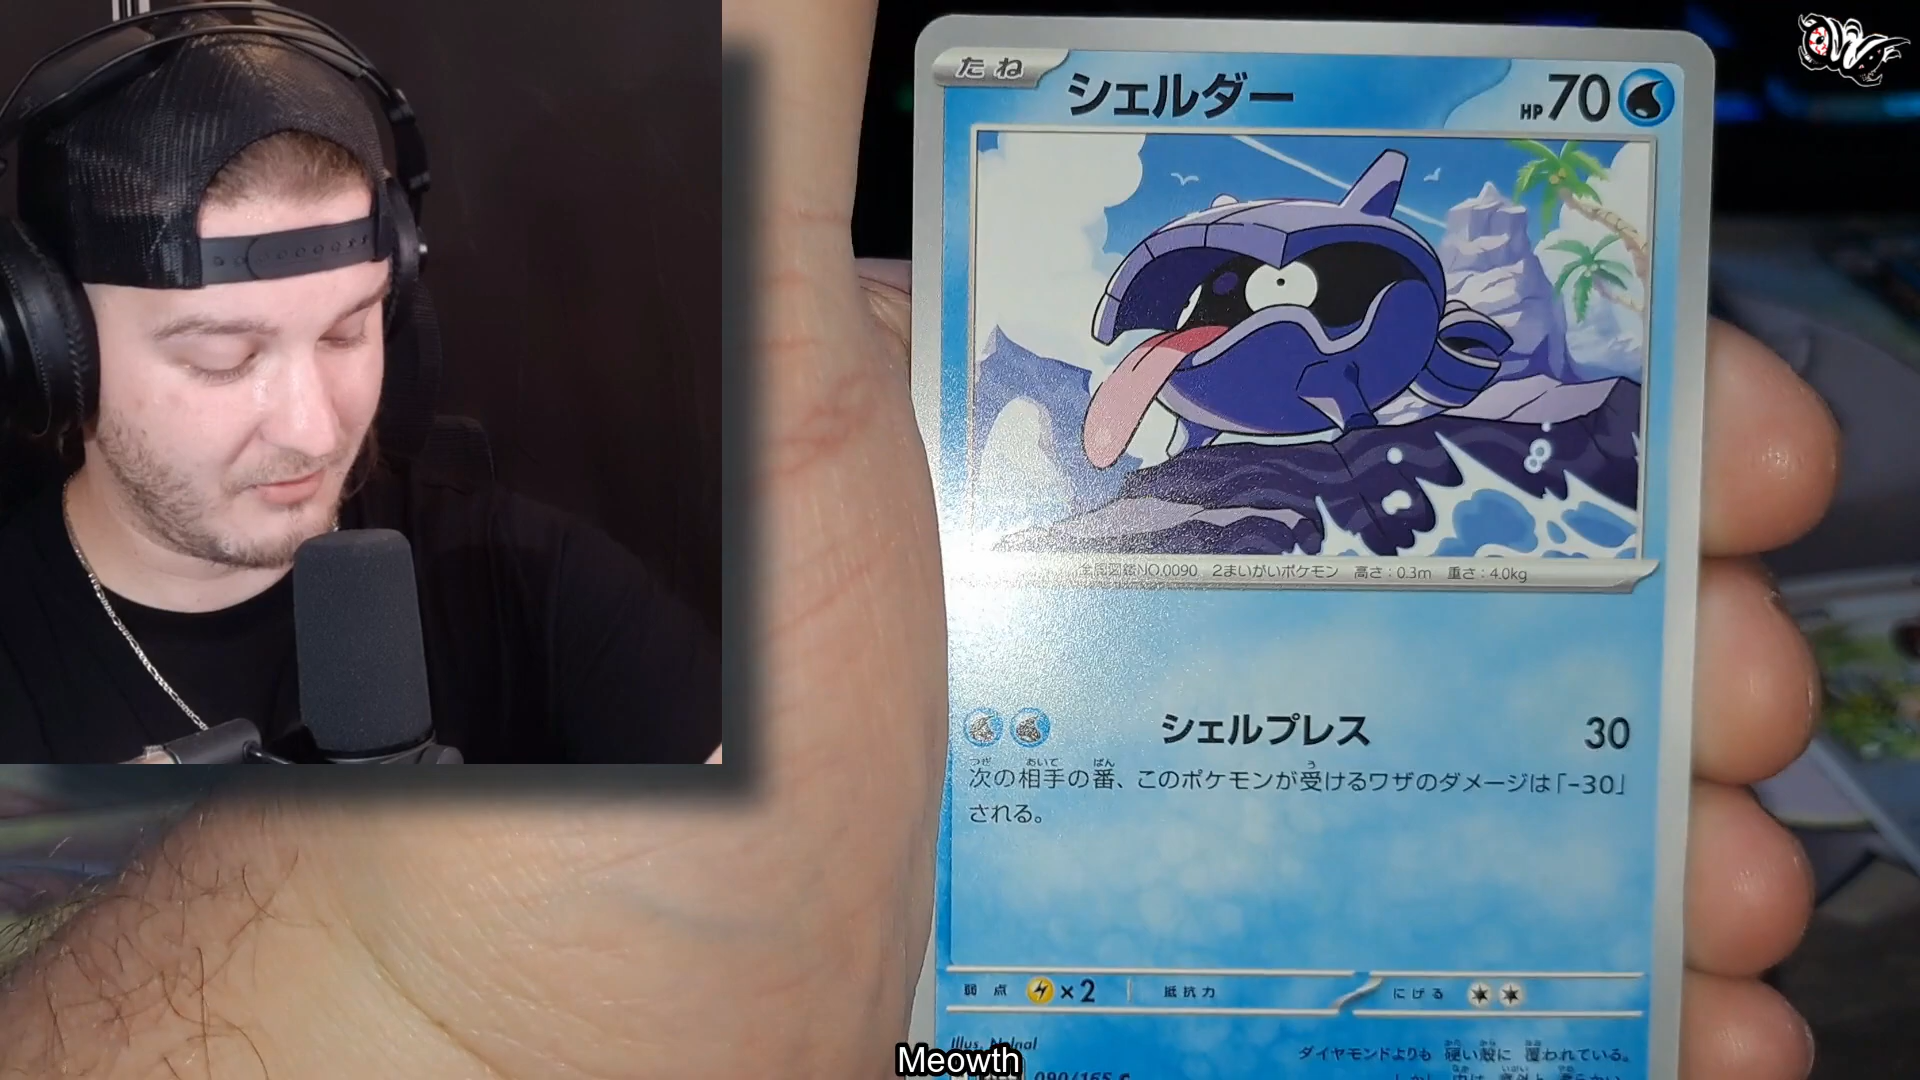 たね シェルダー HP70
全国図鑑NO.0090 2まいがいポケモン 高さ:0.3m 重さ:4.0kg
シェルプレス 30
次の相手の番、このポケモンが受けるワザのダメージは「-30」
される。
弱点 ×2 抵抗力 にげる
Illus.
ダイヤモンドよりも 硬い殻に 覆われている。
Meowth
090/165 C